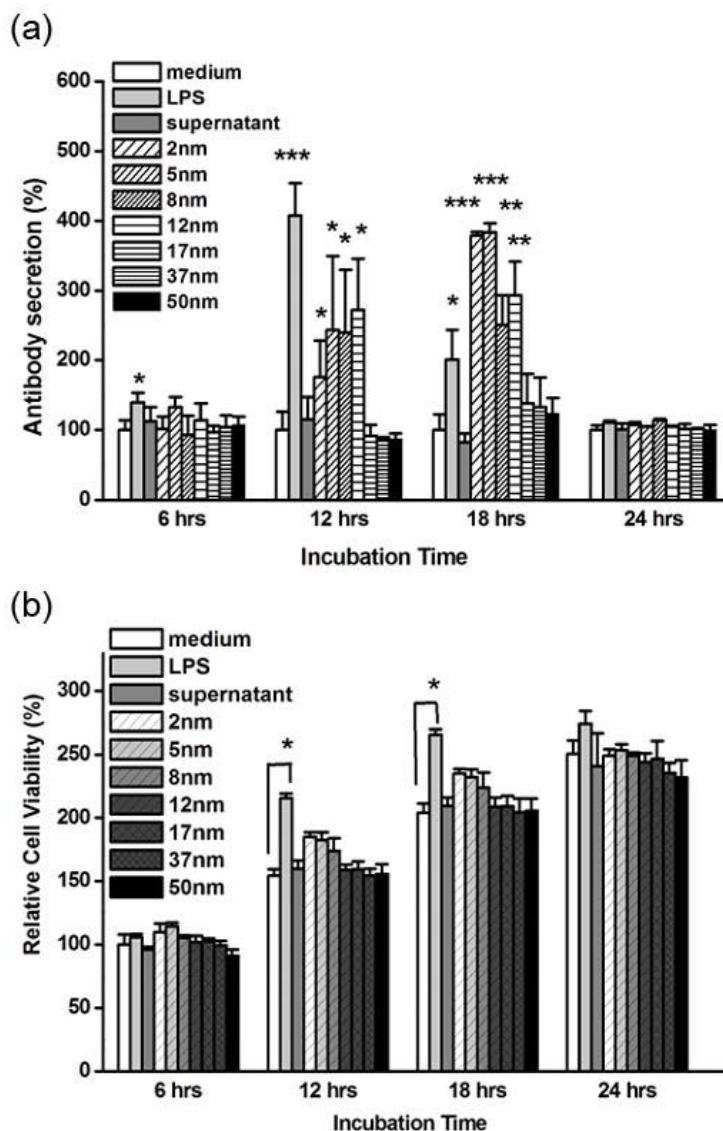 (a)
medium
LPS
supernatant
2nm
5nm
8nm
12nm
17nm
37nm
50nm
Antibody secretion (%)
600
500
400
300
200
100
0
*
***
*
*
*
*
*
***
***
**
**
6 hrs 12 hrs 18 hrs 24 hrs
Incubation Time
(b)
medium
LPS
supernatant
2nm
5nm
8nm
12nm
17nm
37nm
50nm
Relative Cell Viability (%)
300
250
200
150
100
50
0
*
*
6 hrs 12 hrs 18 hrs 24 hrs
Incubation Time